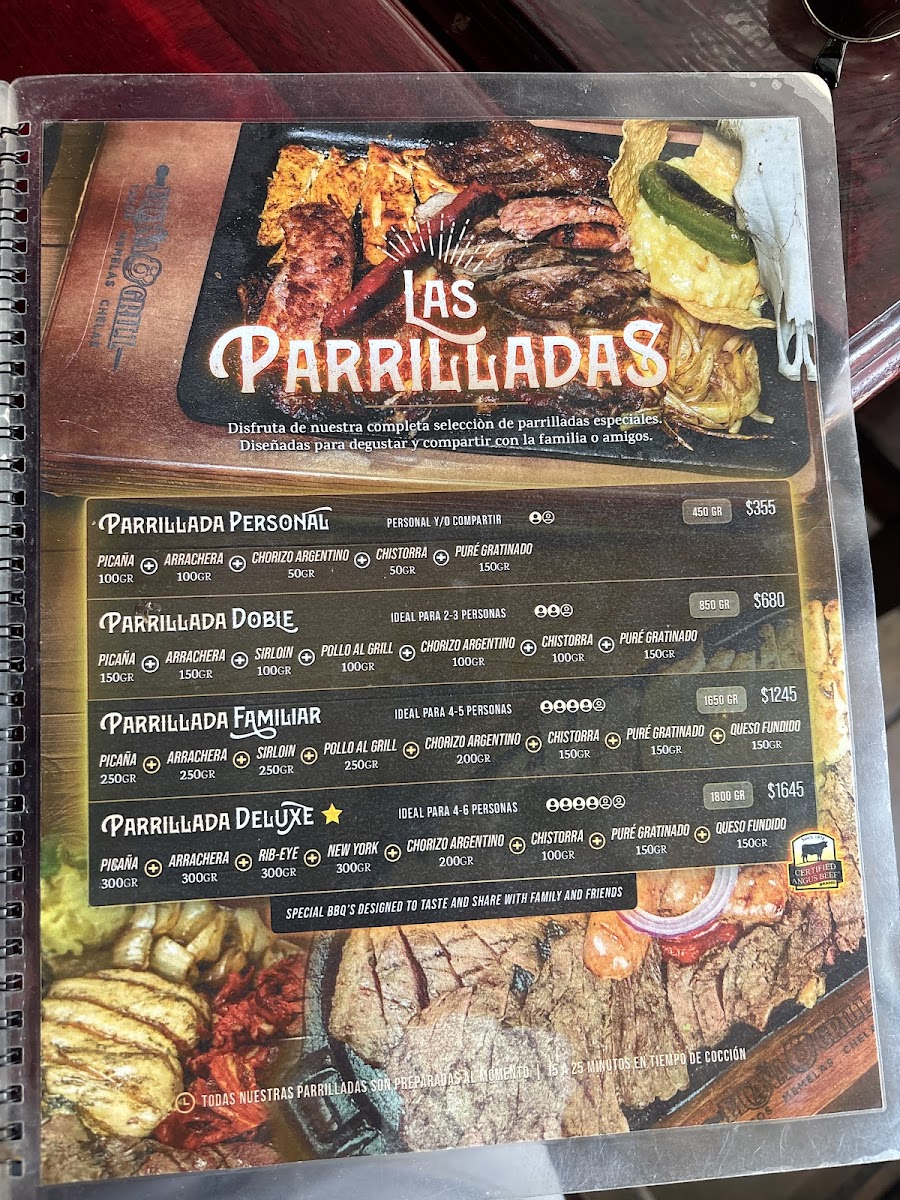 LAS
PARRILLADAS
Disfruta de nuestra completa selecciòn de parrilladas especiales.
Diseñadas para degustar y compartir con la familia o amigos.
PARRILLADA PERSONAL PERSONAL Y/O COMPARTIR 450 GR $355
PICAÑA + ARRACHERA + CHORIZO ARGENTINO + CHISTORRA + PURÉ GRATINADO
100GR 100GR 50GR 50GR 150GR
PARRILLADA DOBLE IDEAL PARA 2-3 PERSONAS 850 GR $680
PICAÑA + ARRACHERA + SIRLOIN + POLLO AL GRILL + CHORIZO ARGENTINO + CHISTORRA + PURÉ GRATINADO
150GR 150GR 100GR 100GR 100GR 100GR 150GR
PARRILLADA FAMILIAR IDEAL PARA 4-5 PERSONAS 1650 GR $1245
PICAÑA + ARRACHERA + SIRLOIN + POLLO AL GRILL + CHORIZO ARGENTINO + CHISTORRA + PURÉ GRATINADO + QUESO FUNDIDO
250GR 250GR 250GR 250GR 200GR 150GR 150GR 150GR
PARRILLADA DELUXE IDEAL PARA 4-6 PERSONAS 1800 GR $1645
PIGAÑA + ARRACHERA + RIB-EYE + NEW YORK + CHORIZO ARGENTINO + CHISTORRA + PURÉ GRATINADO + QUESO FUNDIDO
300GR 300GR 300GR 300GR 200GR 100GR 150GR 150GR
CERTIFIED
ANGUS BEEF
SPECIAL BBQ'S DESIGNED TO TASTE AND SHARE WITH FAMILY AND FRIENDS
TODAS NUESTRAS PARRILLADAS SON PREPARADAS AL MOMENTO | 15 A 25 MINUTOS EN TIEMPO DE COCCIÓN